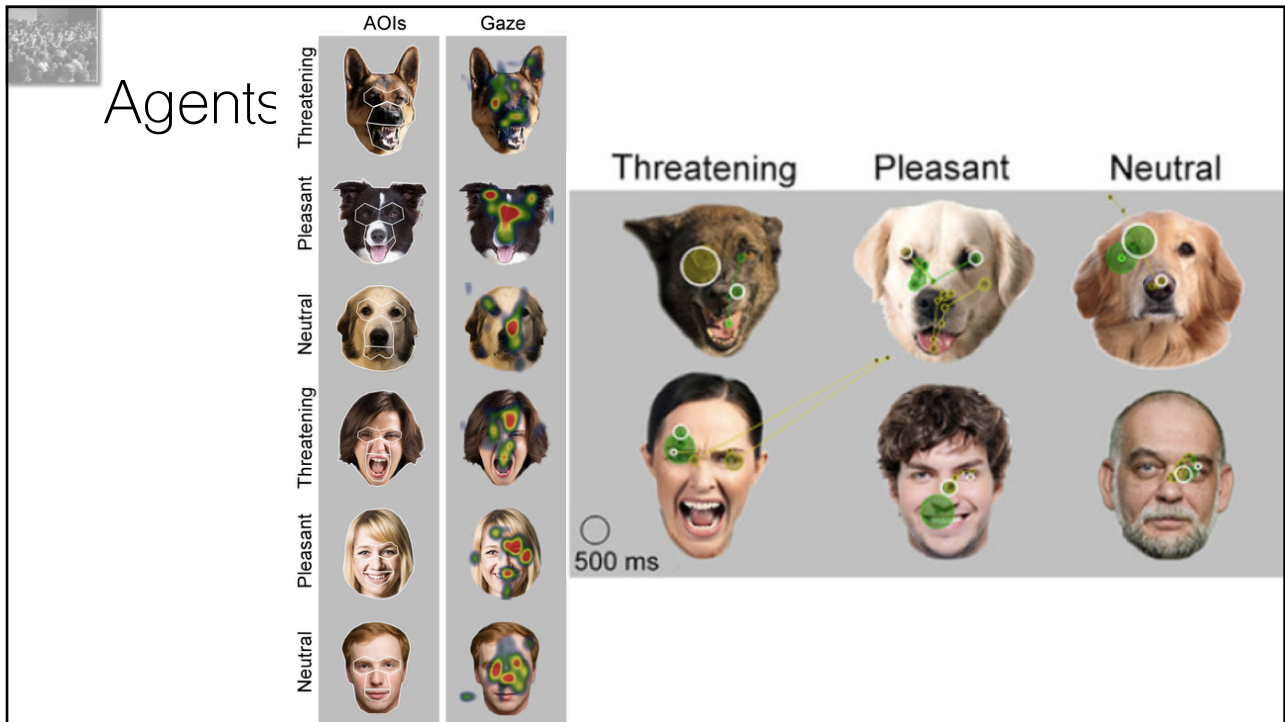 Agents
AOIs
Gaze
Threatening
Pleasant
Neutral
Threatening
Pleasant
Neutral
Threatening
Pleasant
Neutral
500 ms